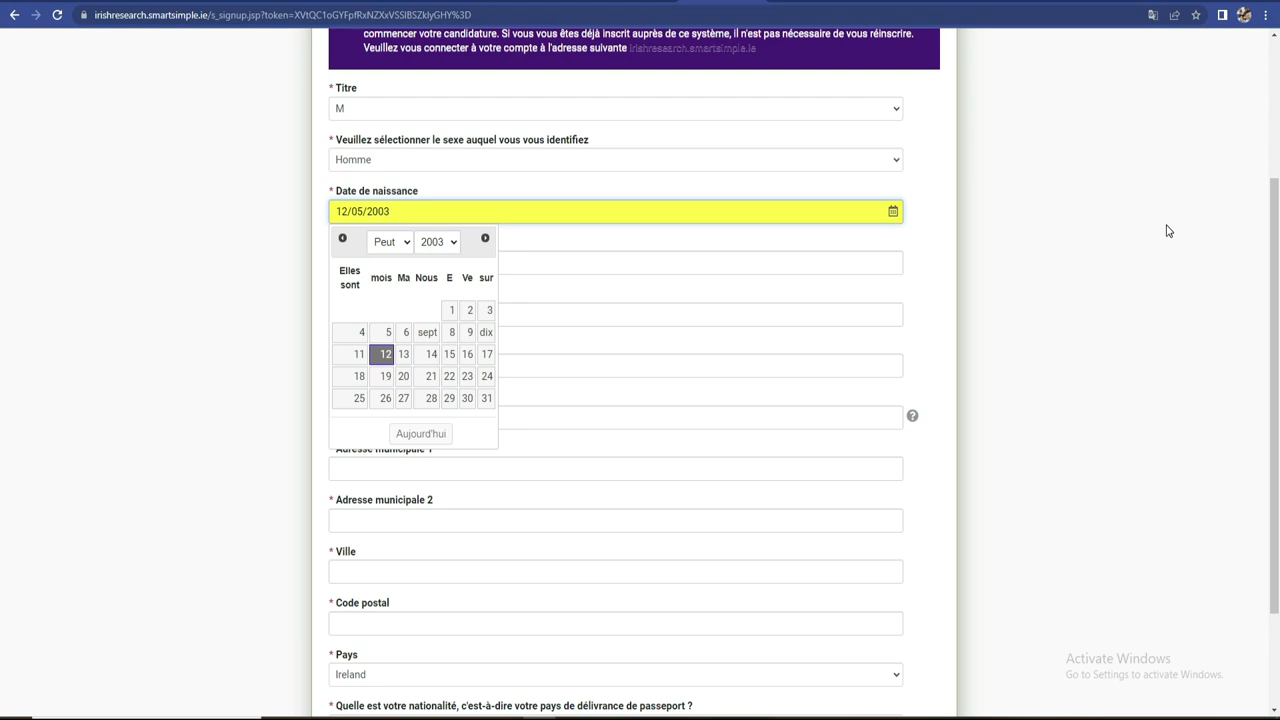 irishresearch.smartsimple.ie/s_signup.jsp?token=XVtQC1oGYFpfRxNZXxVSSlBSZklyGHY%3D
commencer votre candidature. Si vous vous êtes déjà inscrit auprès de ce système, il n'est pas nécessaire de vous réinscrire.
Veuillez vous connecter à votre compte à l'adresse suivante irishresearch.smartsimple.ie
* Titre
M
* Veuillez sélectionner le sexe auquel vous vous identifiez
Homme
* Date de naissance
12/05/2003
Peut 2003
Elles sont mois Ma Nous E Ve sur
1 2 3
4 5 6 sept 8 9 dix
11 12 13 14 15 16 17
18 19 20 21 22 23 24
25 26 27 28 29 30 31
Aujourd'hui
Adresse municipale 1
* Adresse municipale 2
* Ville
* Code postal
* Pays
Ireland
* Quelle est votre nationalité, c'est-à-dire votre pays de délivrance de passeport ?
Activate Windows
Go to Settings to activate Windows.